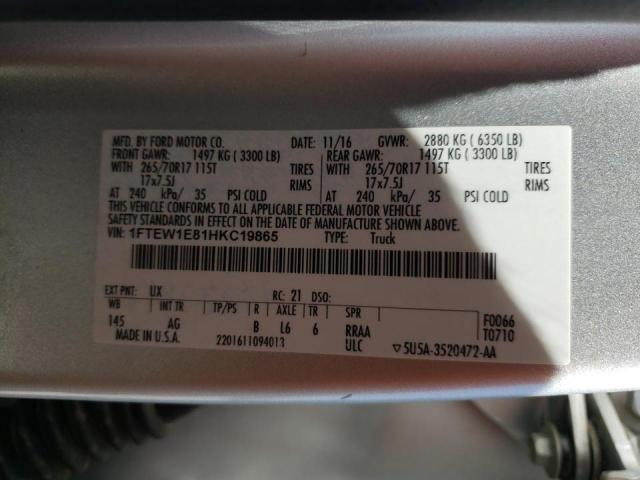 MFD. BY FORD MOTOR CO. DATE: 11/16 GVWR: 2880 KG ( 6350 LB)
FRONT GAWR: 1497 KG ( 3300 LB) REAR GAWR: 1497 KG ( 3300 LB)
WITH 265/70R17 115T TIRES WITH 265/70R17 115T TIRES
17x7.5J RIMS 17x7.5J RIMS
AT 240 kPa/ 35 PSI COLD AT 240 kPa/ 35 PSI COLD
THIS VEHICLE CONFORMS TO ALL APPLICABLE FEDERAL MOTOR VEHICLE
SAFETY STANDARDS IN EFFECT ON THE DATE OF MANUFACTURE SHOWN ABOVE.
VIN: 1FTEW1E81HKC19865 TYPE: Truck
EXT PNT: UX RC: 21 DSO:
WB INT TR TP/PS R AXLE TR SPR F0066
145 AG B L6 6 RRAA T0710
MADE IN U.S.A. 2201611094013 ULC ▽5U5A-3520472-AA